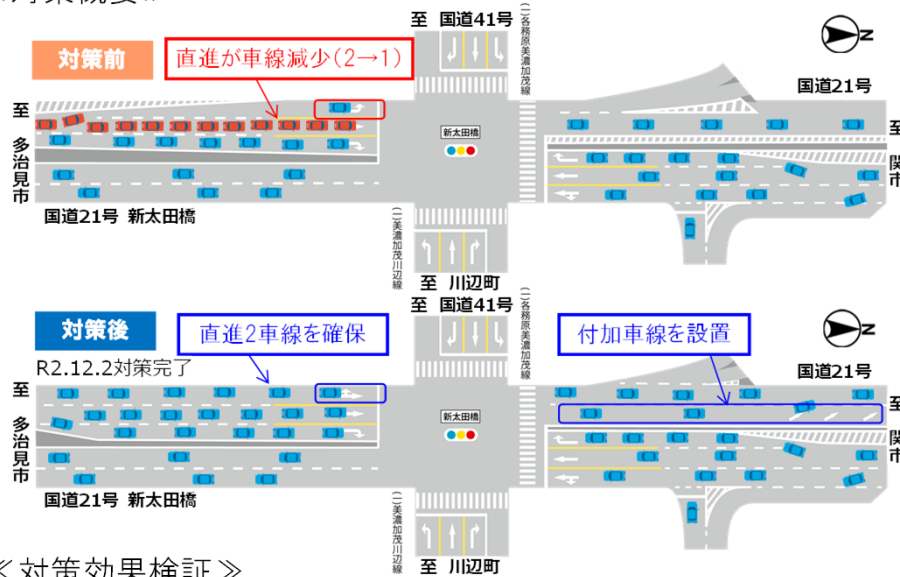 対策前
直進が車線減少(2→1)
至 国道41号
(一)各務原美濃加茂線
N
国道21号
至 多治見市
新太田橋
至 関市
国道21号 新太田橋
(一)美濃加茂川辺線
至 川辺町
対策後
直進2車線を確保
至 国道41号
(一)各務原美濃加茂線
付加車線を設置
N
R2.12.2対策完了
国道21号
至 多治見市
新太田橋
至 関市
国道21号 新太田橋
(一)美濃加茂川辺線
至 川辺町
≪対策効果検証≫